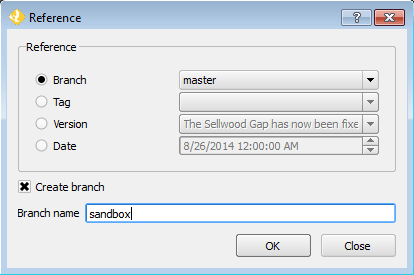 Reference
Reference
Branch master
Tag
Version The Sellwood Gap has now been fixe
Date 8/26/2014 12:00:00 AM
Create branch
Branch name sandbox
OK Close